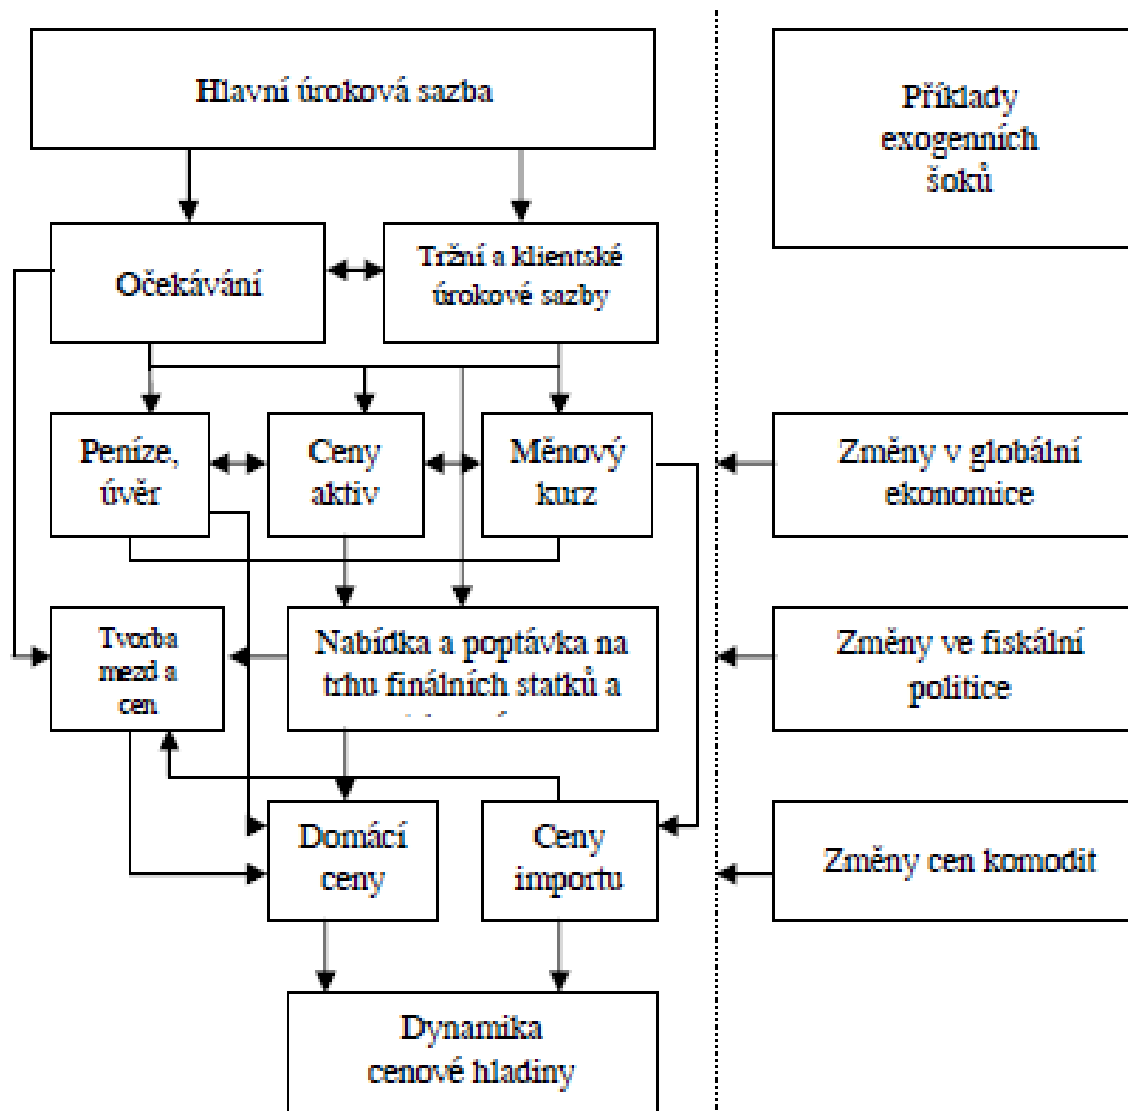 Hlavní úroková sazba
Příklady
exogenních
šoků
Očekávání
Tržní a klientské
úrokové sazby
Peníze,
úvěr
Ceny
aktiv
Měnový
kurz
Změny v globální
ekonomice
Tvorba
mezd a
cen
Nabídka a poptávka na
trhu finálních statků a
Změny ve fiskální
politice
Domácí
ceny
Ceny
importu
Změny cen komodit
Dynamika
cenové hladiny